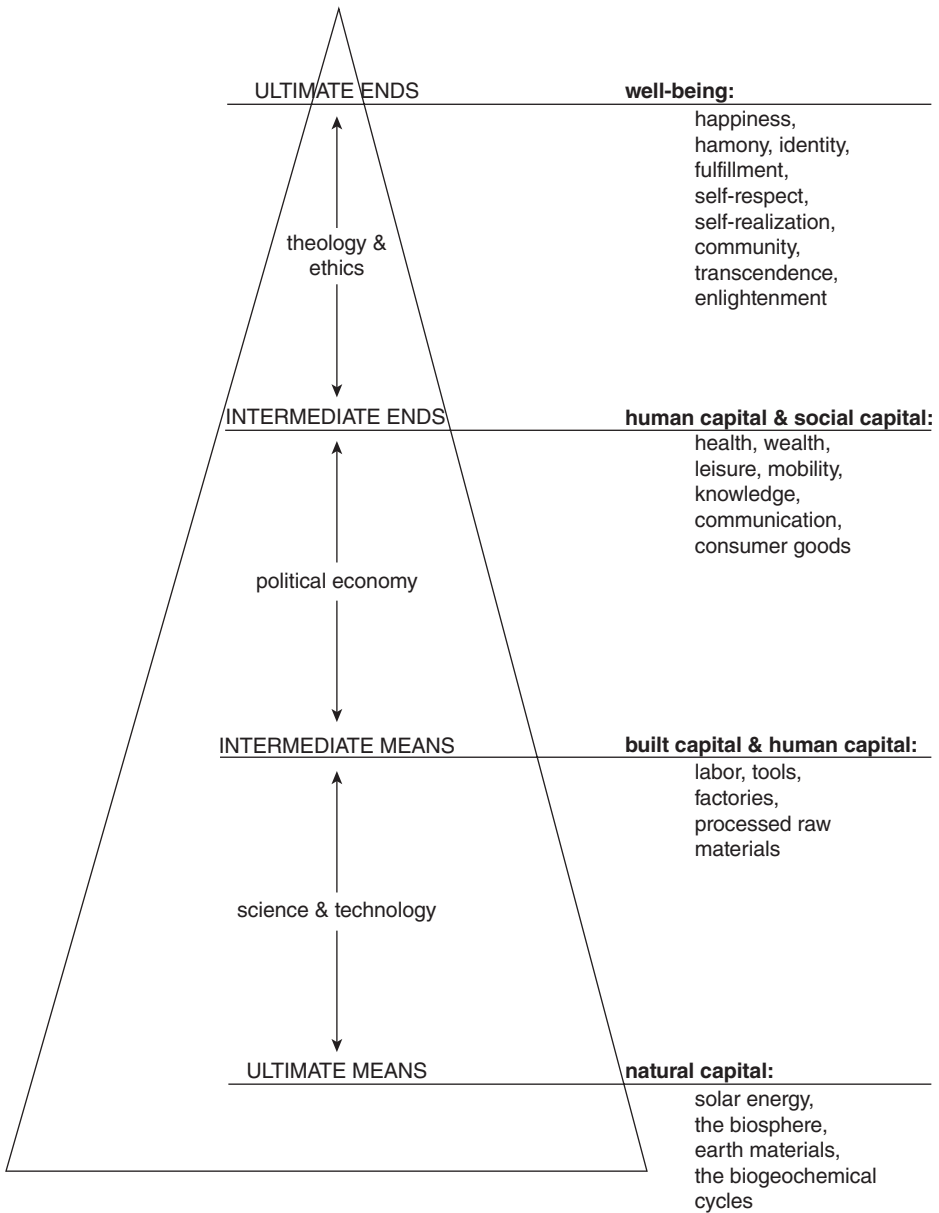 ULTIMATE ENDS
well-being:
happiness,
hamony, identity,
fulfillment,
self-respect,
self-realization,
community,
transcendence,
enlightenment
theology &
ethics
INTERMEDIATE ENDS
human capital & social capital:
health, wealth,
leisure, mobility,
knowledge,
communication,
consumer goods
political economy
INTERMEDIATE MEANS
built capital & human capital:
labor, tools,
factories,
processed raw
materials
science & technology
ULTIMATE MEANS
natural capital:
solar energy,
the biosphere,
earth materials,
the biogeochemical
cycles